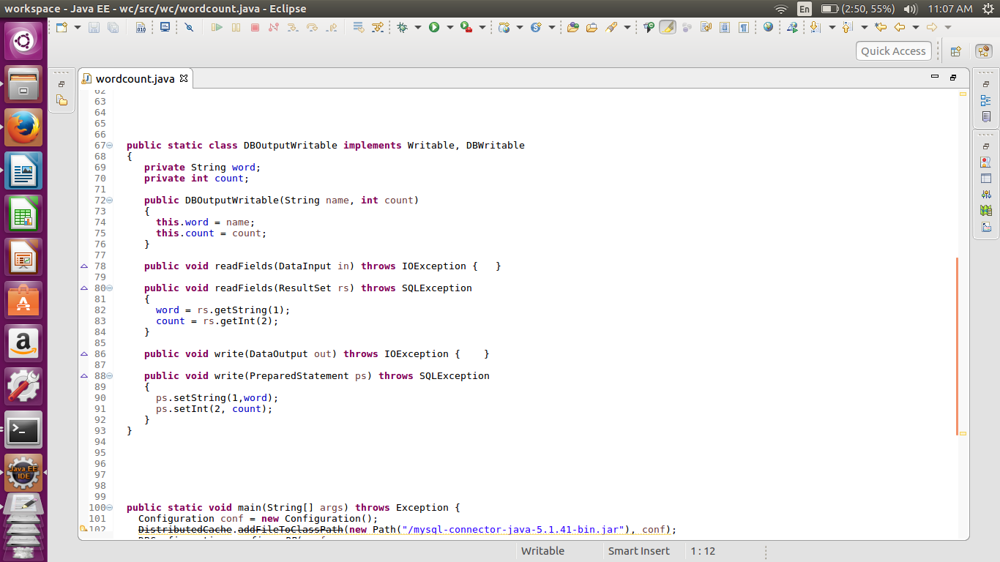 workspace - Java EE - wc/src/wc/wordcount.java - Eclipse
En
(2:50, 55%)
11:07 AM
Quick Access
wordcount.java
62
63
64
65
66
67 public static class DBOutputWritable implements Writable, DBWritable
68 {
69 private String word;
70 private int count;
71
72 public DBOutputWritable(String name, int count)
73 {
74 this.word = name;
75 this.count = count;
76 }
77
78 public void readFields(DataInput in) throws IOException { }
79
80 public void readFields(ResultSet rs) throws SQLException
81 {
82 word = rs.getString(1);
83 count = rs.getInt(2);
84 }
85
86 public void write(DataOutput out) throws IOException { }
87
88 public void write(PreparedStatement ps) throws SQLException
89 {
90 ps.setString(1,word);
91 ps.setInt(2, count);
92 }
93 }
94
95
96
97
98
99
100 public static void main(String[] args) throws Exception {
101 Configuration conf = new Configuration();
102 DistributedCache.addFileToClassPath(new Path("/mysql-connector-java-5.1.41-bin.jar"), conf);
Java EE
IDE
Writable
Smart Insert
1 : 12